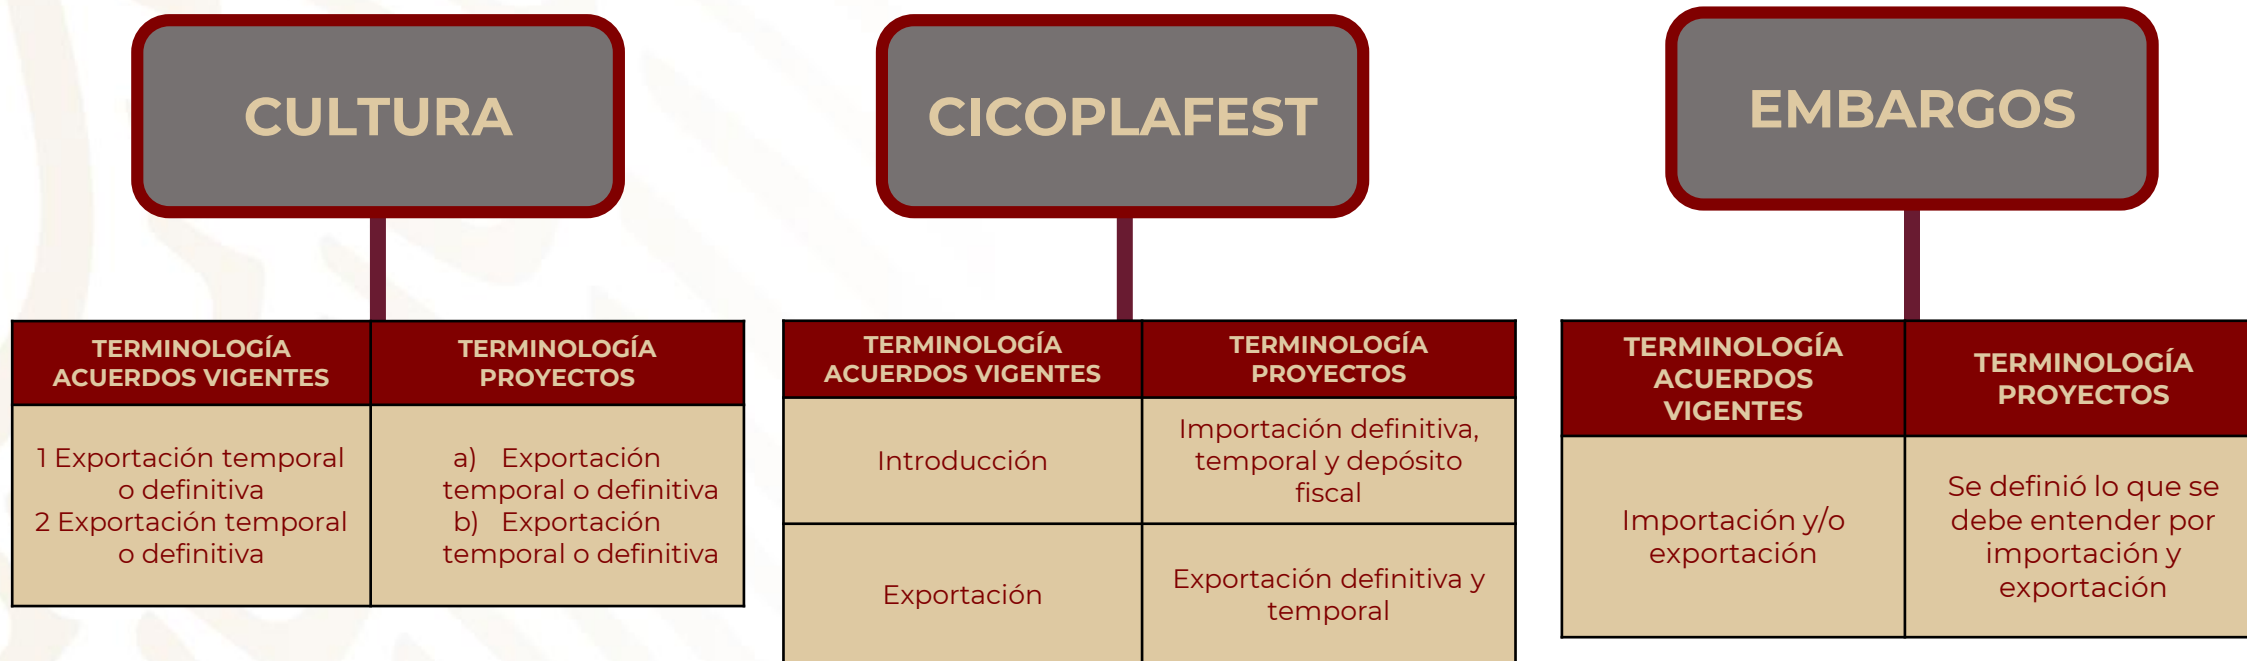 CULTURA
TERMINOLOGÍA
ACUERDOS VIGENTES
TERMINOLOGÍA
PROYECTOS
1 Exportación temporal
o definitiva
2 Exportación temporal
o definitiva
a) Exportación
temporal o definitiva
b) Exportación
temporal o definitiva
CICOPLAFEST
TERMINOLOGÍA
ACUERDOS VIGENTES
TERMINOLOGÍA
PROYECTOS
Introducción
Importación definitiva,
temporal y depósito
fiscal
Exportación
Exportación definitiva y
temporal
EMBARGOS
TERMINOLOGÍA
ACUERDOS
VIGENTES
TERMINOLOGÍA
PROYECTOS
Importación y/o
exportación
Se definió lo que se
debe entender por
importación y
exportación